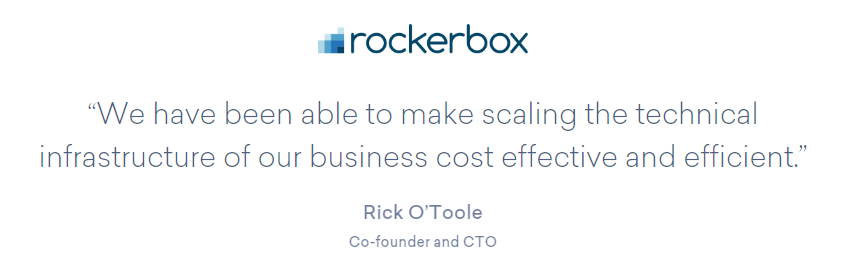 rockerbox
“We have been able to make scaling the technical
infrastructure of our business cost effective and efficient.”
Rick O’Toole
Co-founder and CTO